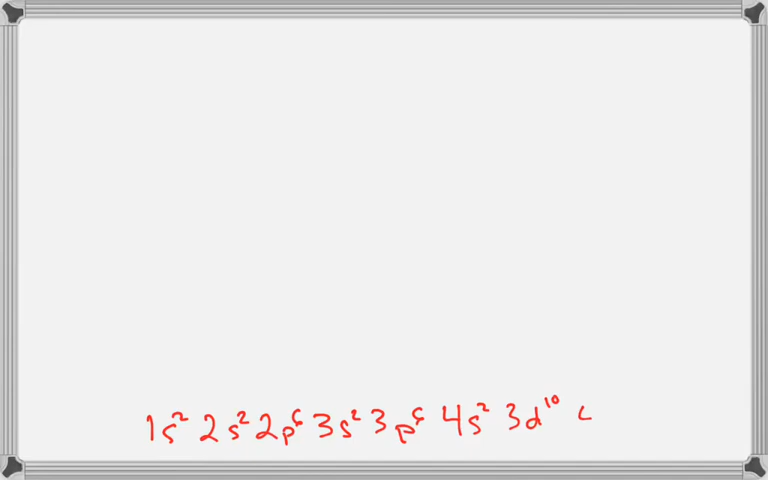 1s² 2s² 2p⁶ 3s² 3p⁶ 4s² 3d¹⁰